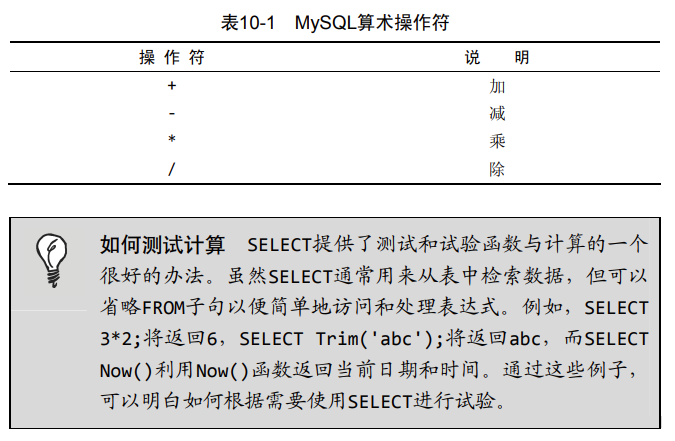 表10-1 MySQL算术操作符
操 作 符 说 明
+ 加
- 减
* 乘
/ 除
如何测试计算 SELECT提供了测试和试验函数与计算的一个
很好的办法。虽然SELECT通常用来从表中检索数据，但可以
省略FROM子句以便简单地访问和处理表达式。例如，SELECT
3*2;将返回6，SELECT Trim('abc');将返回abc，而SELECT
Now()利用Now()函数返回当前日期和时间。通过这些例子，
可以明白如何根据需要使用SELECT进行试验。